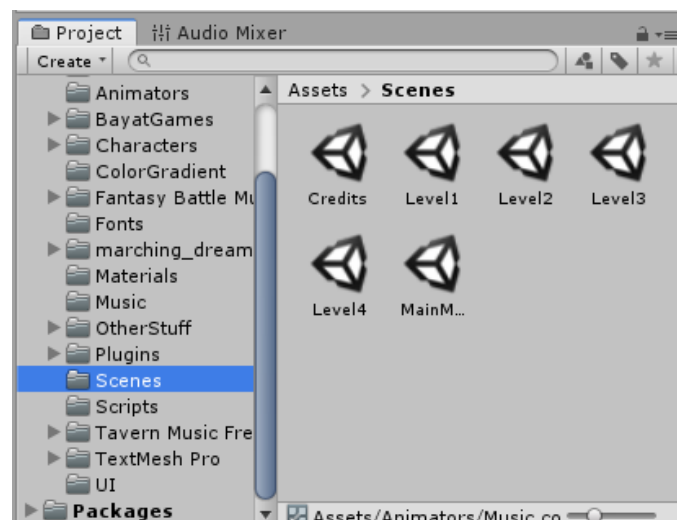 Project
Audio Mixer
Create
Animators
BayatGames
Characters
ColorGradient
Fantasy Battle Mu
Fonts
marching_dream
Materials
Music
OtherStuff
Plugins
Scenes
Scripts
Tavern Music Fre
TextMesh Pro
UI
Packages
Assets > Scenes
Credits
Level1
Level2
Level3
Level4
MainM...
Assets/Animators/Music.co